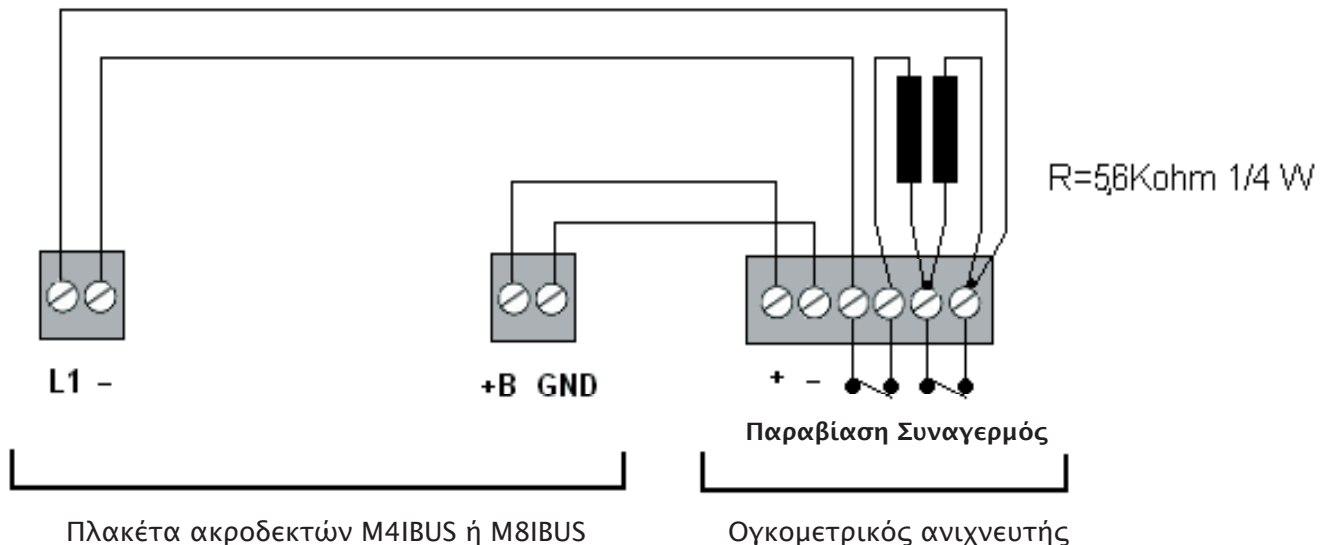 R=5,6Kohm 1/4 W
L1 –
+B GND
+ –
Παραβίαση Συναγερμός
Πλακέτα ακροδεκτών M4IBUS ή M8IBUS
Ογκομετρικός ανιχνευτής